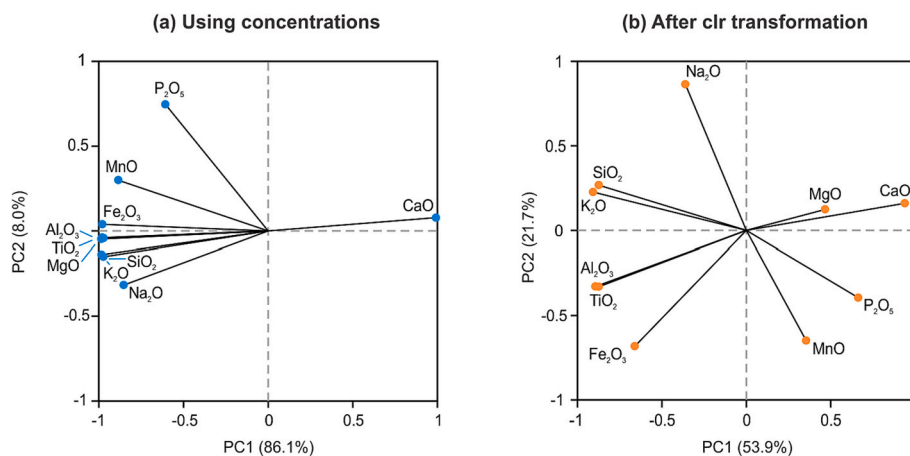 (a) Using concentrations
(b) After clr transformation
1
0.5
0
-0.5
-1
-1
-0.5
0
0.5
1
PC2 (8.0%)
PC1 (86.1%)
P₂O₅
MnO
Fe₂O₃
Al₂O₃
TiO₂
MgO
K₂O
SiO₂
Na₂O
CaO
1
0.5
0
-0.5
-1
-1
-0.5
0
0.5
1
PC2 (21.7%)
PC1 (53.9%)
Na₂O
SiO₂
K₂O
MgO
CaO
Al₂O₃
TiO₂
P₂O₅
Fe₂O₃
MnO